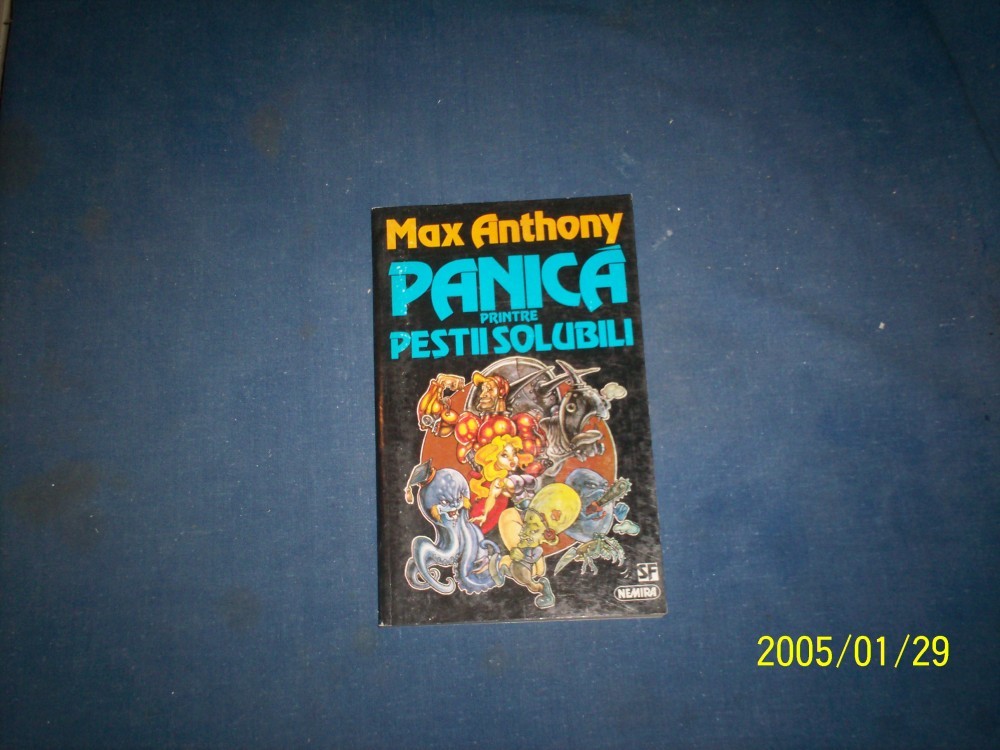 Max Anthony
PANICĂ
PRINTRE
PESTII SOLUBILI
SF
NEMIRA
2005/01/29